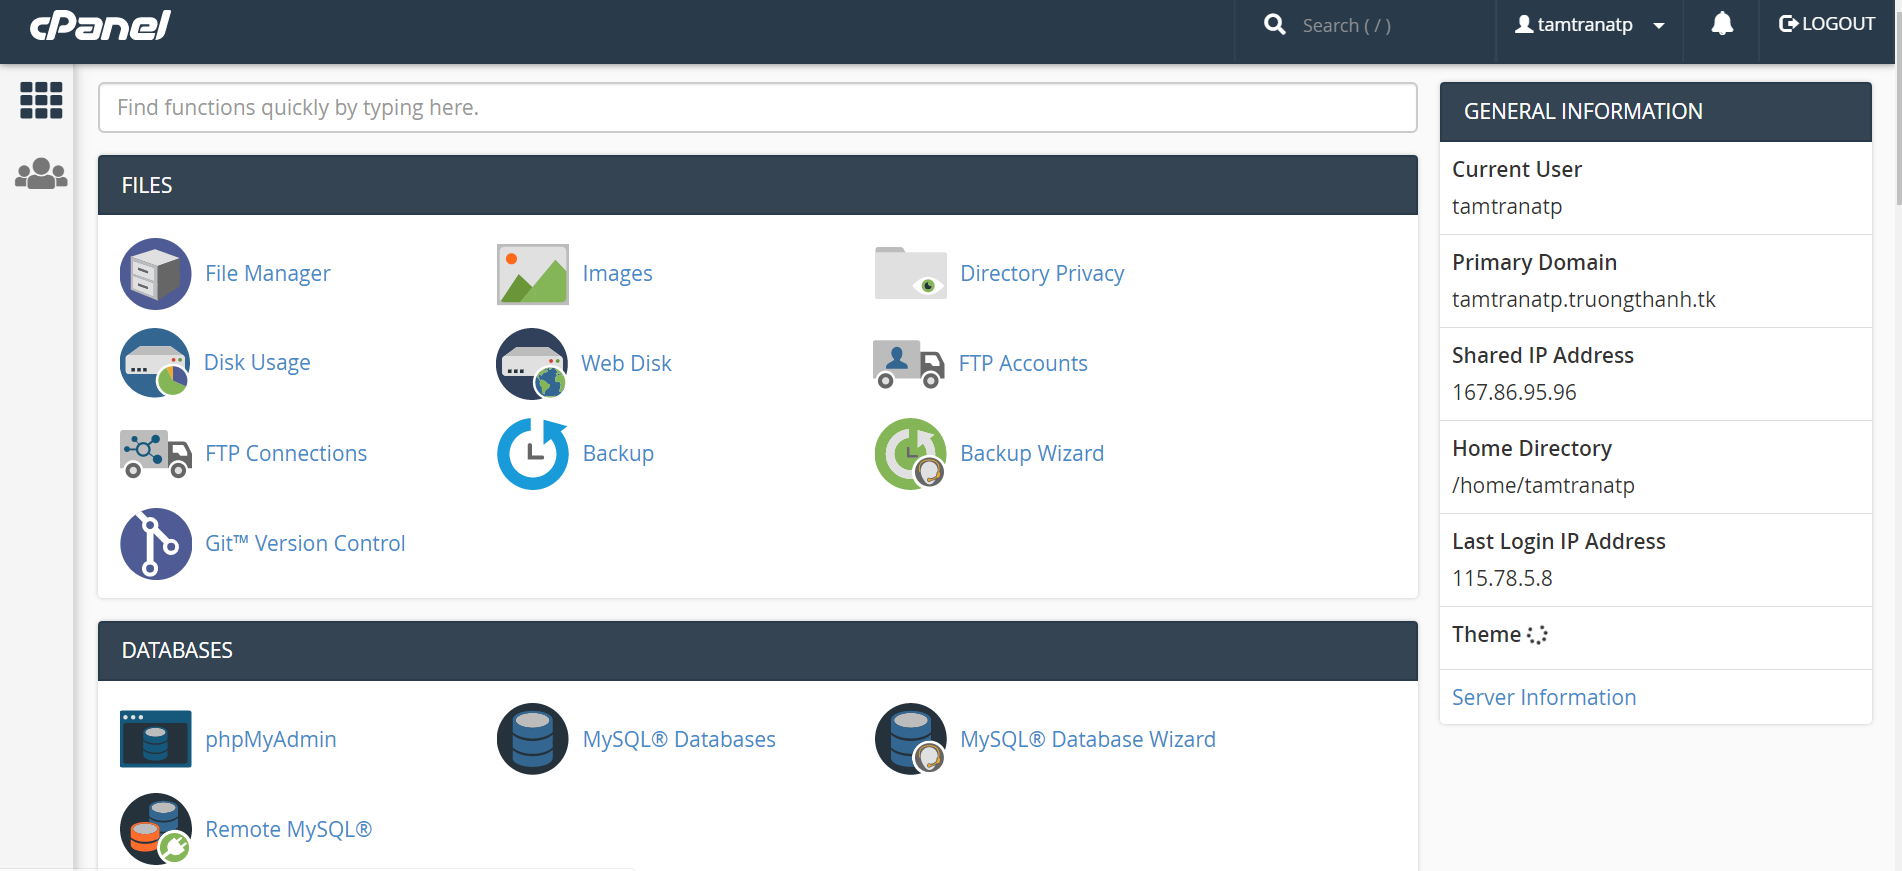 cPanel
Search ( / )
tamtranatp
LOGOUT
Find functions quickly by typing here.
FILES
File Manager
Images
Directory Privacy
Disk Usage
Web Disk
FTP Accounts
FTP Connections
Backup
Backup Wizard
Git™ Version Control
DATABASES
phpMyAdmin
MySQL® Databases
MySQL® Database Wizard
Remote MySQL®
GENERAL INFORMATION
Current User
tamtranatp
Primary Domain
tamtranatp.truongthanh.tk
Shared IP Address
167.86.95.96
Home Directory
/home/tamtranatp
Last Login IP Address
115.78.5.8
Theme
Server Information